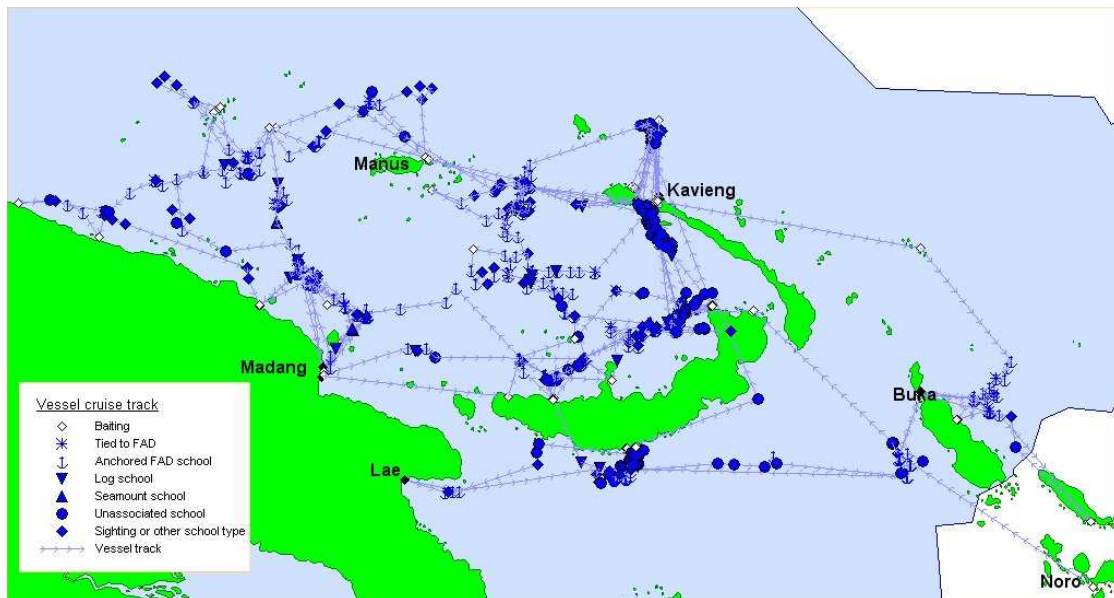 Manus
Kavieng
Madang
Buka
Lae
Noro
Vessel cruise track
Baiting
Tied to FAD
Anchored FAD school
Log school
Seamount school
Unassociated school
Sighting or other school type
Vessel track